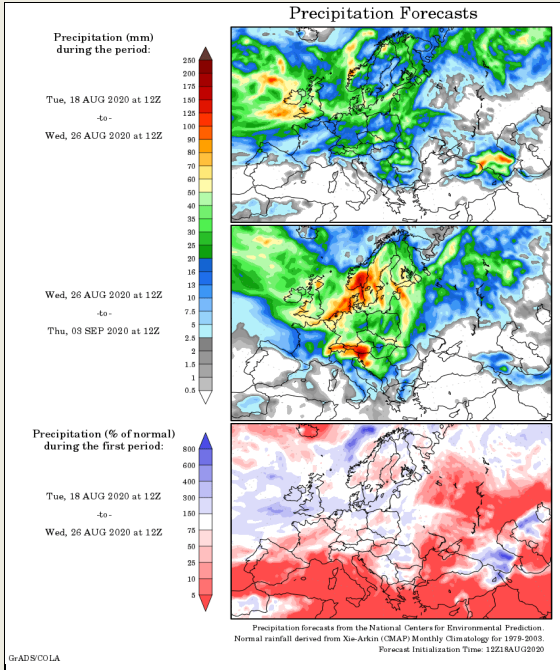 Precipitation Forecasts
Precipitation (mm)
during the period:
Tue, 18 AUG 2020 at 12Z
-to-
Wed, 26 AUG 2020 at 12Z
250
200
175
150
125
100
90
80
70
60
50
40
35
30
25
20
16
13
10
7.5
5
2.5
2
1.5
1
0.5
Wed, 26 AUG 2020 at 12Z
-to-
Thu, 03 SEP 2020 at 12Z
Precipitation (% of normal)
during the first period:
Tue, 18 AUG 2020 at 12Z
-to-
Wed, 26 AUG 2020 at 12Z
800
600
400
300
150
75
50
25
10
5
Precipitation forecasts from the National Centers for Environmental Prediction.
Normal rainfall derived from Xie-Arkin (CMAP) Monthly Climatology for 1979-2003.
Forecast Initialization Time: 12Z18AUG2020
GrADS/COLA